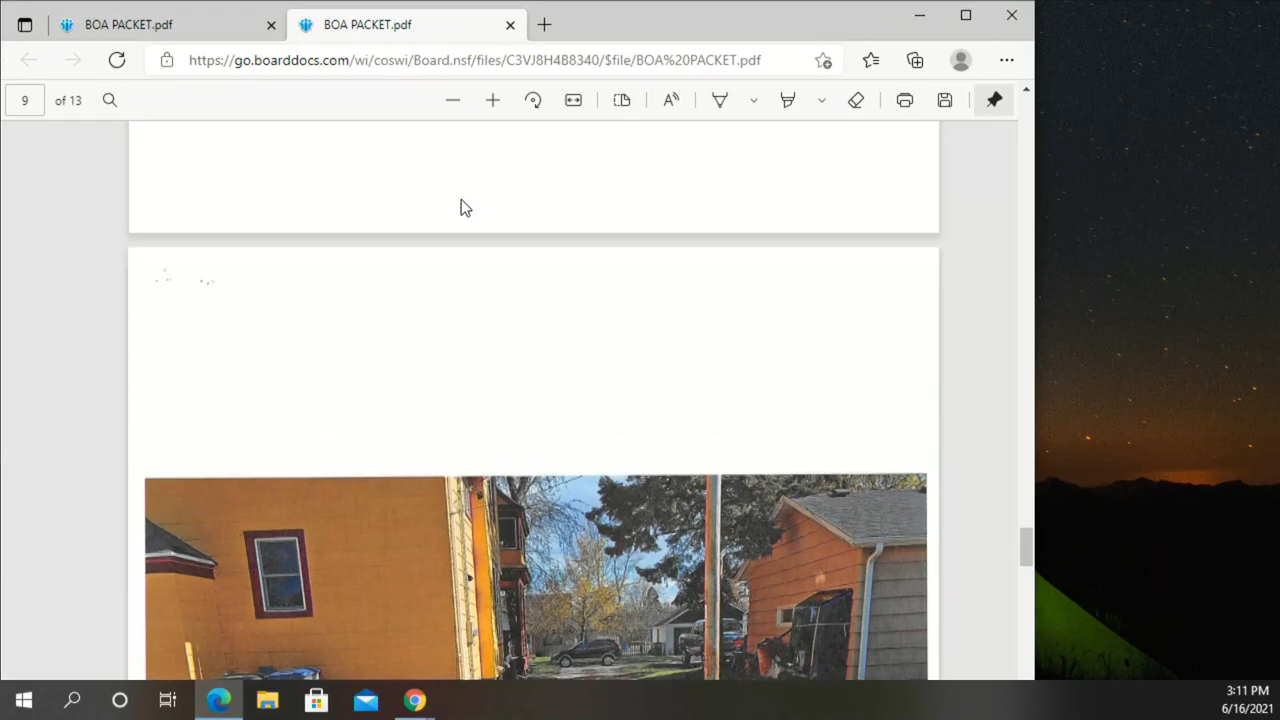 BOA PACKET.pdf
BOA PACKET.pdf
https://go.boarddocs.com/wi/coswi/Board.nsf/files/C3VJ8H4B8340/$file/BOA%20PACKET.pdf
9 of 13
3:11 PM
6/16/2021